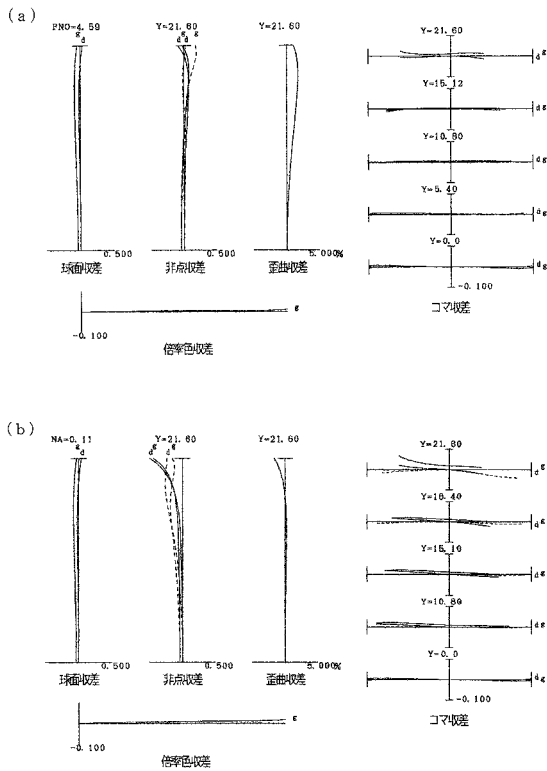 (a)
FNO=4.59
Y=21.60
Y=21.60
g
d
d d g g
0.500
0.500
5.000%
球面収差
非点収差
歪曲収差
-0.100
g
倍率色収差
Y=21.60
d g
Y=15.12
d g
Y=10.80
d g
Y=5.40
d g
Y=0.0
d g
-0.100
コマ収差
(b)
NA=0.11
Y=21.60
Y=21.60
g
d
d g d g
0.500
0.500
5.000%
球面収差
非点収差
歪曲収差
-0.100
g
倍率色収差
Y=21.60
d g
Y=18.40
d g
Y=15.10
d g
Y=10.80
d g
Y=0.0
d g
-0.100
コマ収差